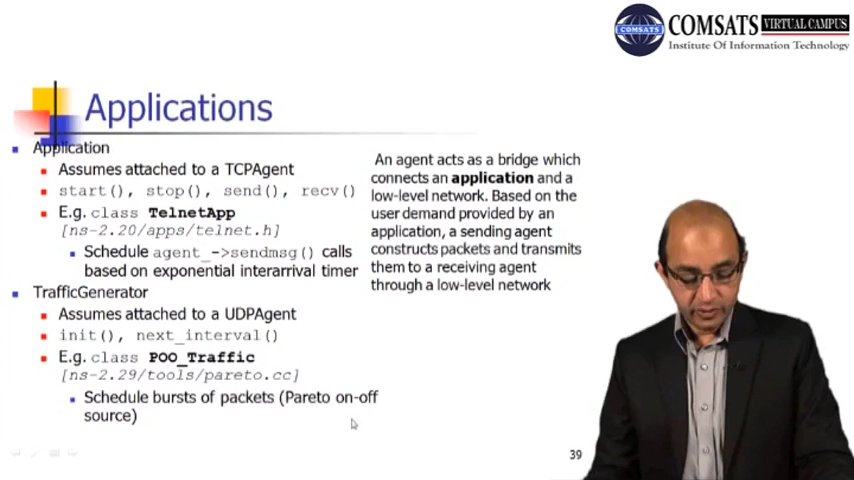 COMSATS
COMSATS VIRTUAL CAMPUS
Institute Of Information Technology
Applications
Application
Assumes attached to a TCPAgent
start(), stop(), send(), recv()
E.g. class TelnetApp
[ns-2.20/apps/telnet.h]
Schedule agent_->sendmsg() calls
based on exponential interarrival timer
TrafficGenerator
Assumes attached to a UDPAgent
init(), next_interval()
E.g. class POO_Traffic
[ns-2.29/tools/pareto.cc]
Schedule bursts of packets (Pareto on-off
source)
An agent acts as a bridge which
connects an application and a
low-level network. Based on the
user demand provided by an
application, a sending agent
constructs packets and transmits
them to a receiving agent
through a low-level network
39